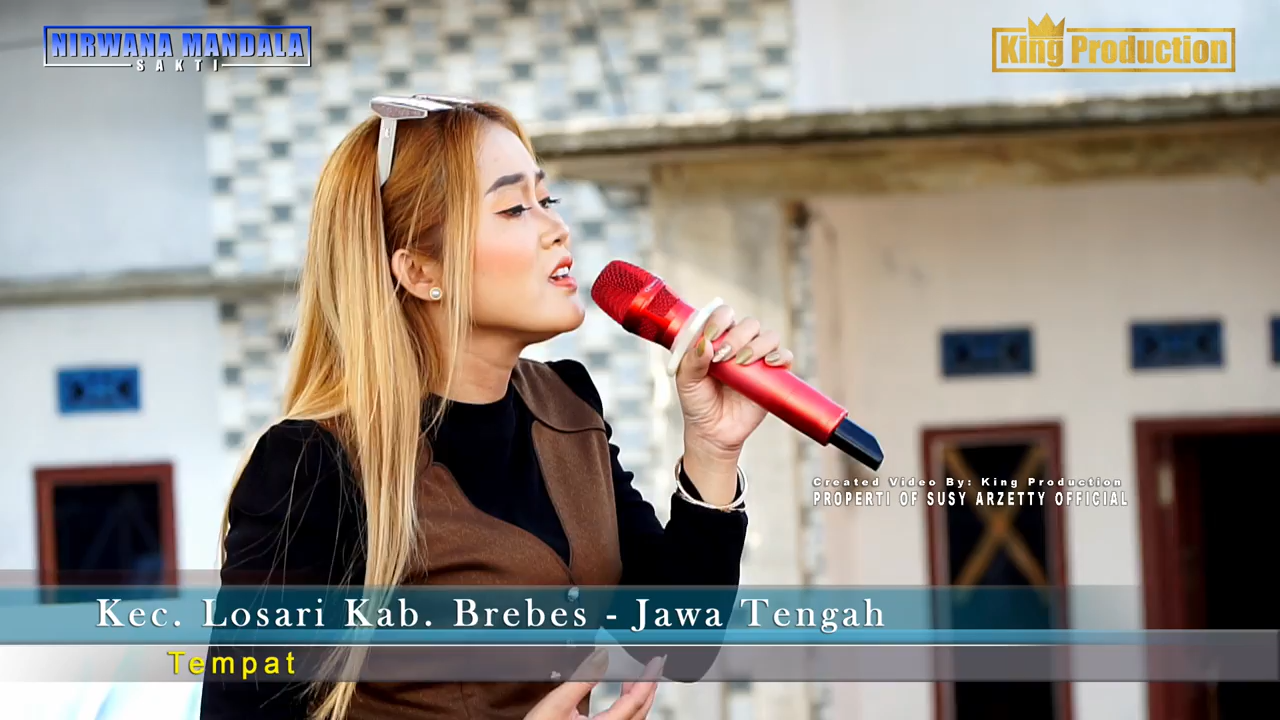 NIRWANA MANDALA
SAKTI
King Production
Created Video By: King Production
PROPERTI OF SUSY ARZETTY OFFICIAL
Kec. Losari Kab. Brebes - Jawa Tengah
Tempat